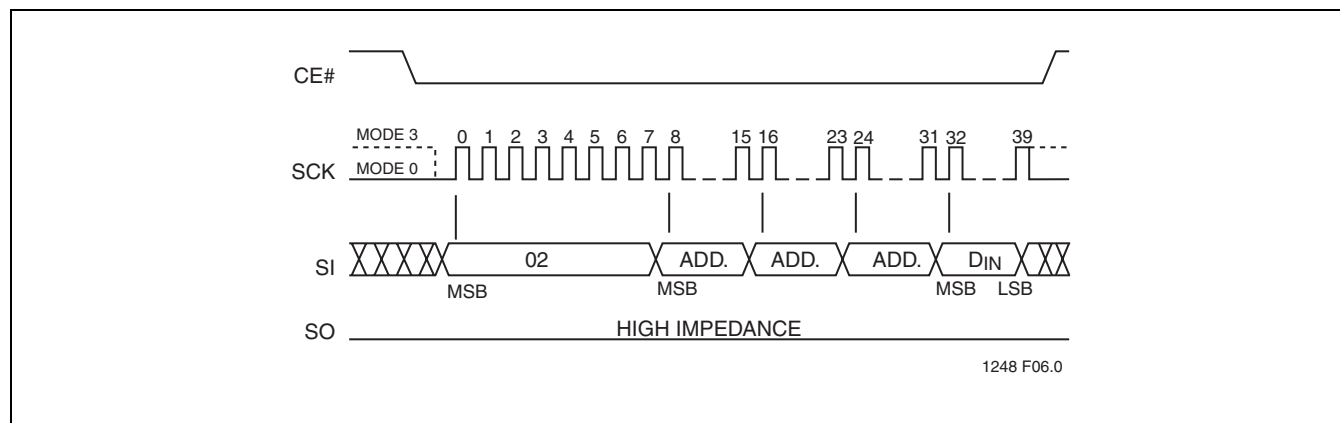 CE#
MODE 3
0 1 2 3 4 5 6 7 8 15 16 23 24 31 32 39
SCK MODE 0
SI 02 ADD. ADD. ADD. DIN
MSB MSB MSB LSB
SO HIGH IMPEDANCE
1248 F06.0